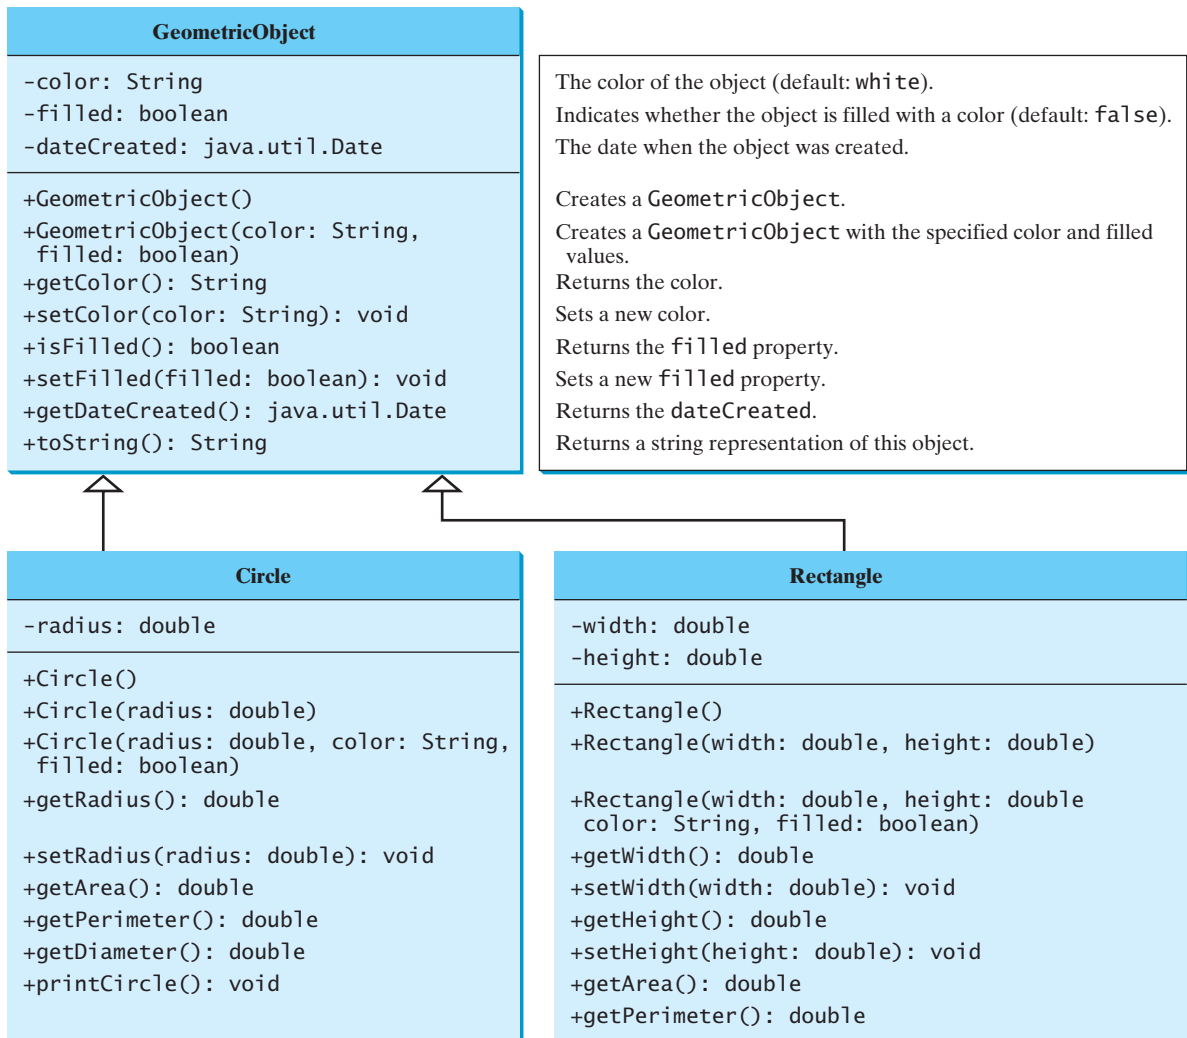 GeometricObject
-color: String
-filled: boolean
-dateCreated: java.util.Date
+GeometricObject()
+GeometricObject(color: String,
filled: boolean)
+getColor(): String
+setColor(color: String): void
+isFilled(): boolean
+setFilled(filled: boolean): void
+getDateCreated(): java.util.Date
+toString(): String
The color of the object (default: white).
Indicates whether the object is filled with a color (default: false).
The date when the object was created.
Creates a GeometricObject.
Creates a GeometricObject with the specified color and filled
values.
Returns the color.
Sets a new color.
Returns the filled property.
Sets a new filled property.
Returns the dateCreated.
Returns a string representation of this object.
Circle
-radius: double
+Circle()
+Circle(radius: double)
+Circle(radius: double, color: String,
filled: boolean)
+getRadius(): double
+setRadius(radius: double): void
+getArea(): double
+getPerimeter(): double
+getDiameter(): double
+printCircle(): void
Rectangle
-width: double
-height: double
+Rectangle()
+Rectangle(width: double, height: double)
+Rectangle(width: double, height: double
color: String, filled: boolean)
+getWidth(): double
+setWidth(width: double): void
+getHeight(): double
+setHeight(height: double): void
+getArea(): double
+getPerimeter(): double